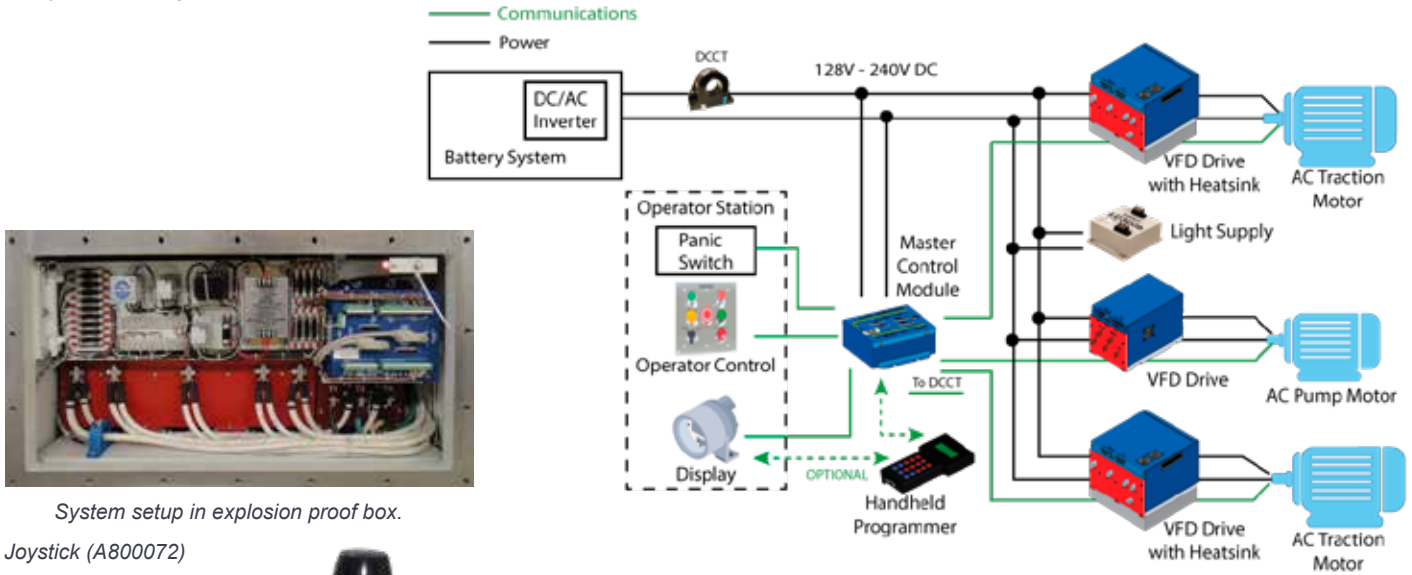 Communications
Power
DCCT
128V - 240V DC
DC/AC
Inverter
Battery System
VFD Drive
with Heatsink
AC Traction
Motor
Operator Station
Panic
Switch
Master
Control
Module
Light Supply
Operator Control
To DCCT
VFD Drive
AC Pump Motor
Display
OPTIONAL
Handheld
Programmer
VFD Drive
with Heatsink
AC Traction
Motor
System setup in explosion proof box.
Joystick (A800072)